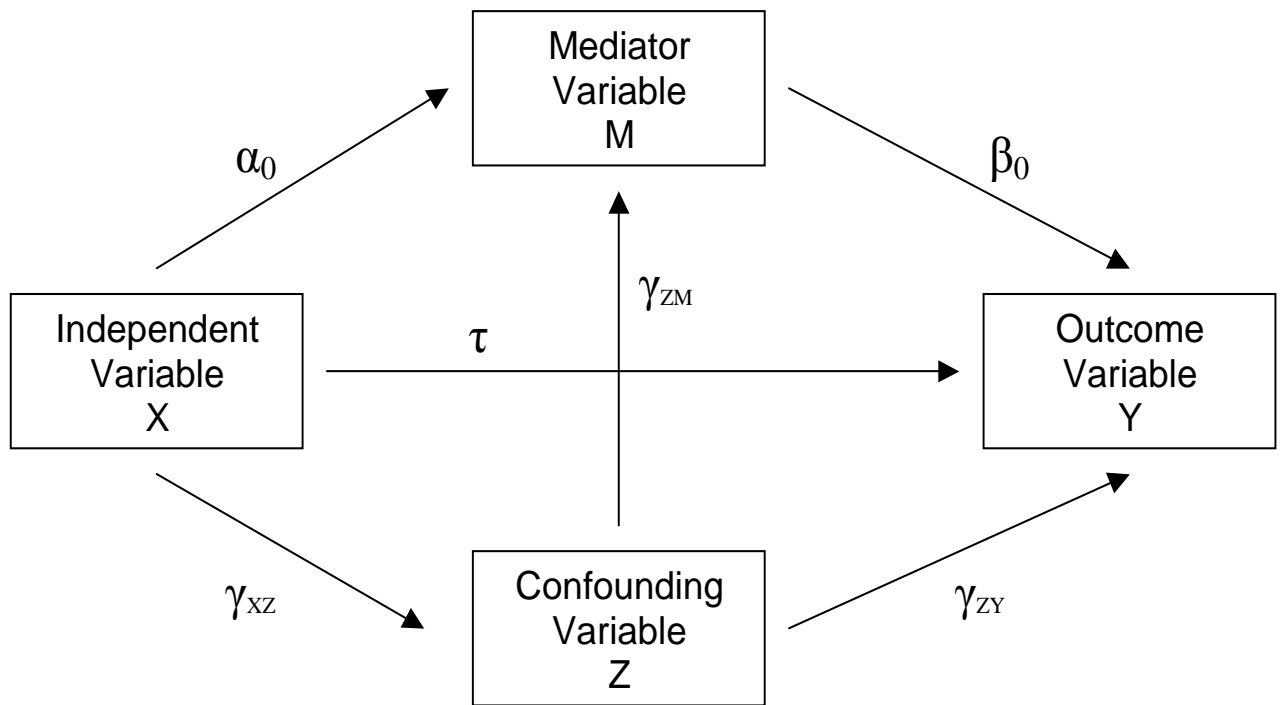 Mediator
Variable
M
α₀
β₀
γZM
Independent
Variable
X
τ
Outcome
Variable
Y
γXZ
Confounding
Variable
Z
γZY